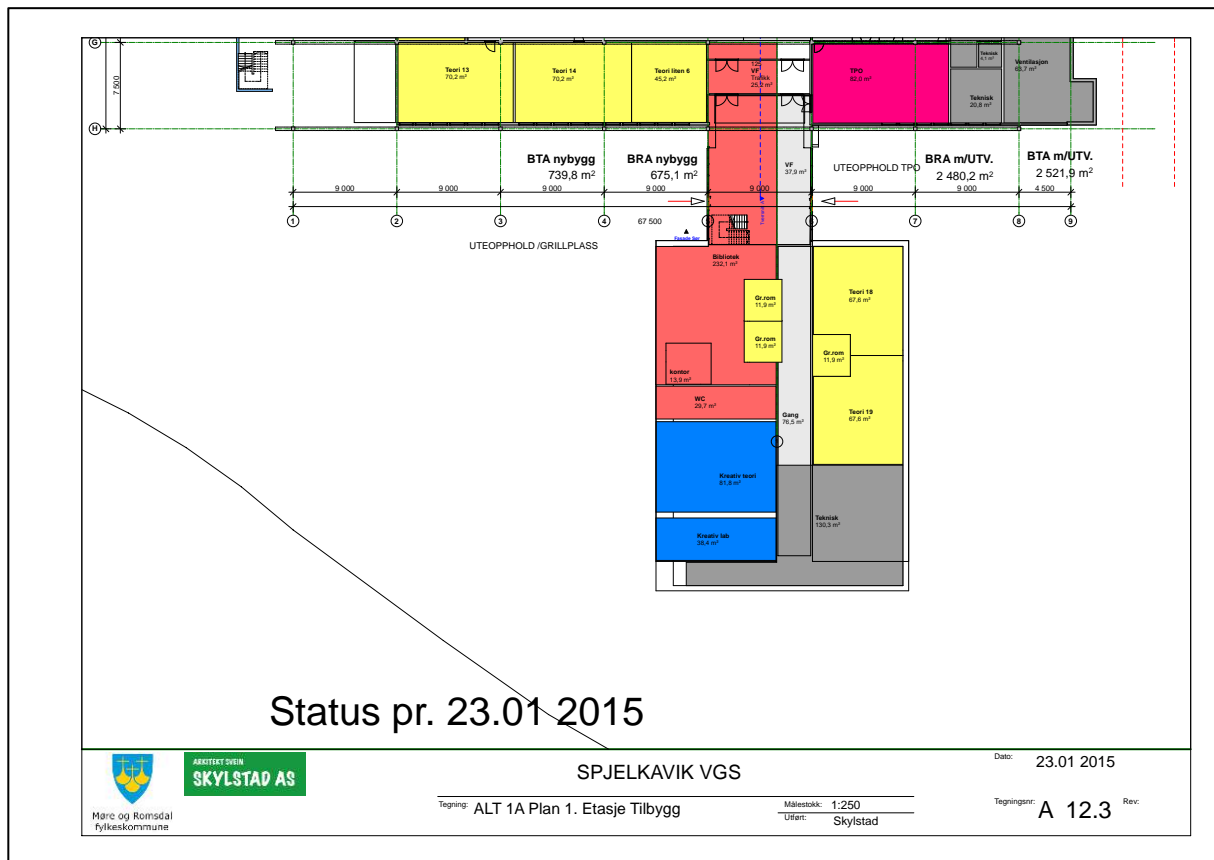 G
7 500
H
Teori 13
70,2 m²
Teori 14
70,2 m²
Teori liten 6
45,2 m²
VF
Trafikk
TPO
82,0 m²
Teknisk
Teknisk
20,8 m²
Ventilasjon
63,7 m²
BTA nybygg
739,8 m²
BRA nybygg
675,1 m²
VF
37,9 m²
UTEOPPHOLD TPO
BRA m/UTV.
2 480,2 m²
BTA m/UTV.
2 521,9 m²
9 000
9 000
9 000
9 000
9 000
9 000
9 000
4 500
67 500
1
2
3
4
5
6
7
8
9
UTEOPPHOLD /GRILLPLASS
Fasade Sør
Bibliotek
232,1 m²
Gr.rom
11,9 m²
Gr.rom
11,9 m²
Teori 18
67,6 m²
Gr.rom
11,9 m²
kontor
13,9 m²
WC
29,7 m²
Gang
76,5 m²
Teori 19
67,6 m²
Kreativ teori
81,8 m²
Kreativ lab
38,4 m²
Teknisk
130,3 m²
Status pr. 23.01 2015
Møre og Romsdal
fylkeskommune
ARKITEKT SVEIN
SKYLSTAD AS
SPJELKAVIK VGS
Tegning: ALT 1A Plan 1. Etasje Tilbygg
Målestokk: 1:250
Utført: Skylstad
Dato: 23.01 2015
Tegningsnr: A 12.3 Rev: